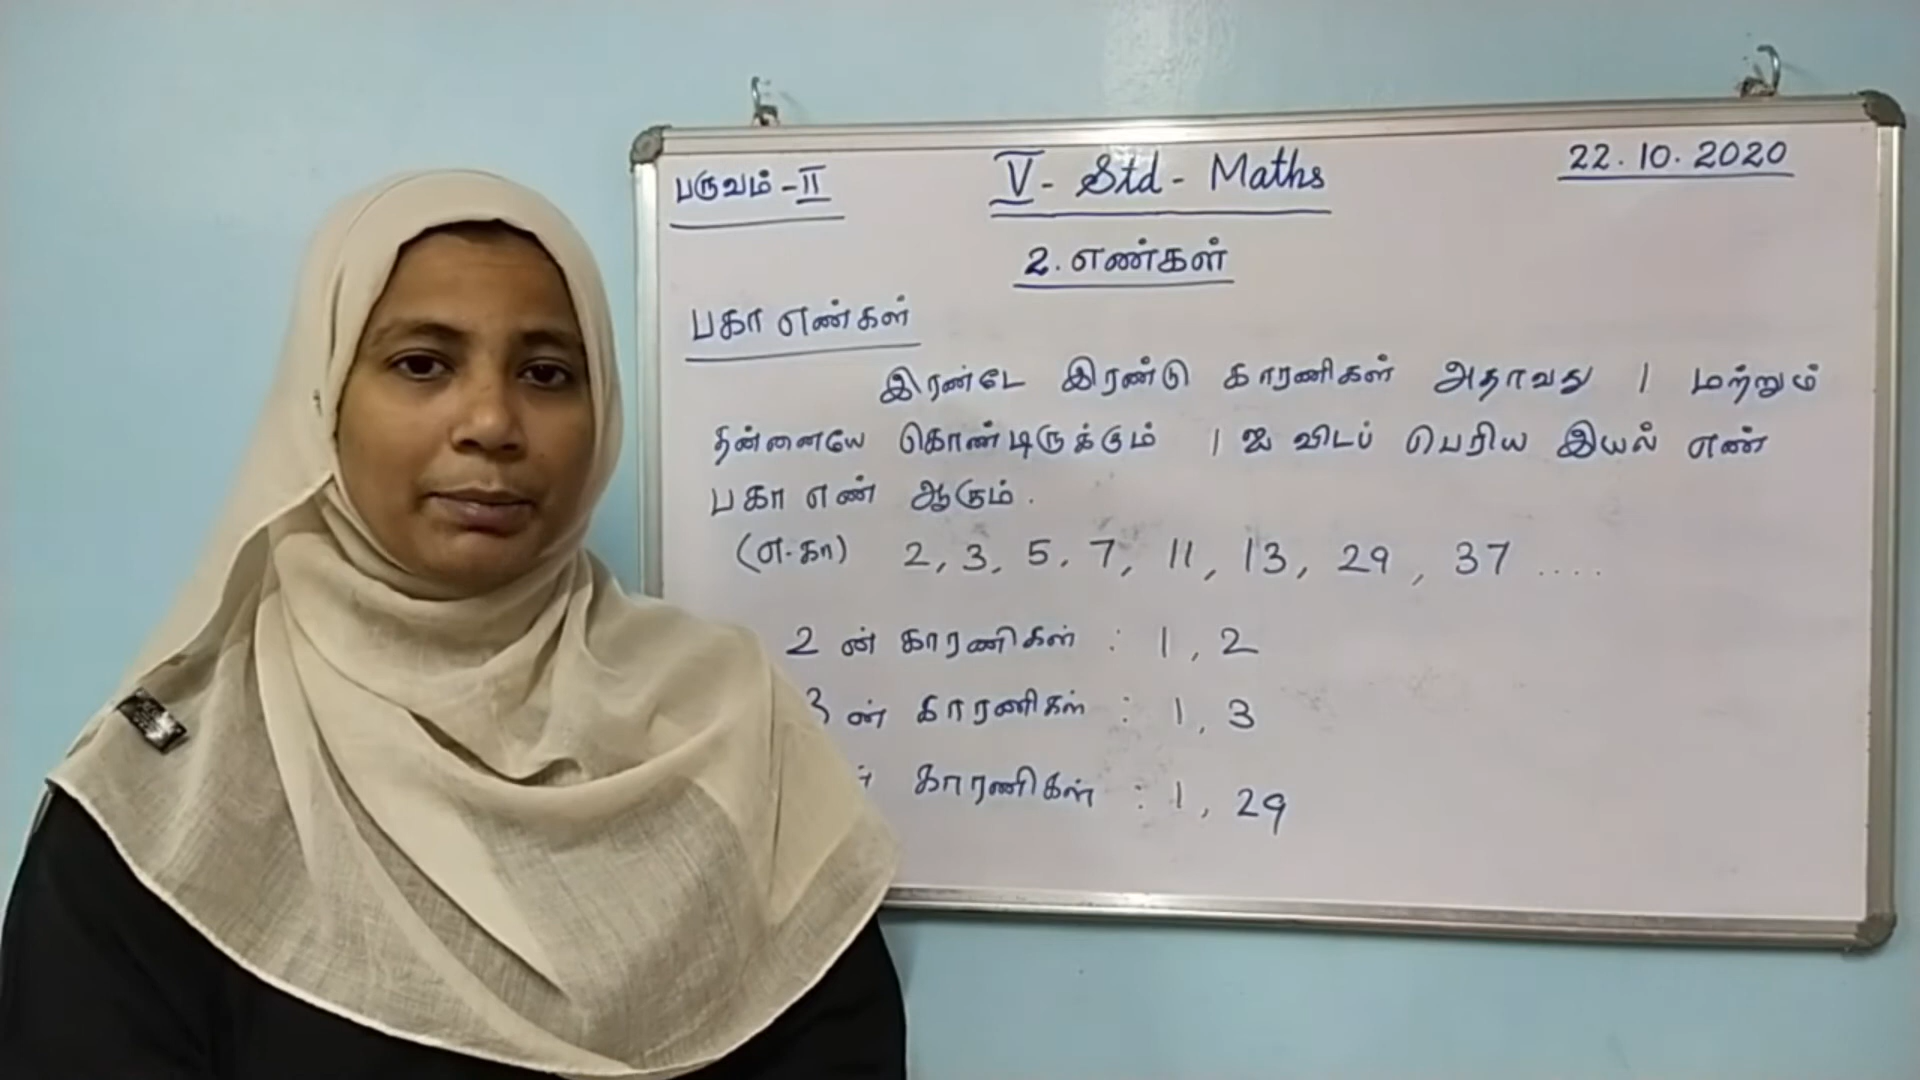 பருவம் - II
V - Std - Maths
22.10.2020
2. எண்கள்
பகா எண்கள்
இரண்டே இரண்டு காரணிகள் அதாவது 1 மற்றும்
தன்னையே கொண்டிருக்கும் 1 ஐ விடப் பெரிய இயல் எண்
பகா எண் ஆகும்.
(எ.கா) 2, 3, 5, 7, 11, 13, 29, 37 ....
2 ன் காரணிகள் : 1, 2
3 ன் காரணிகள் : 1, 3
காரணிகள் : 1, 29